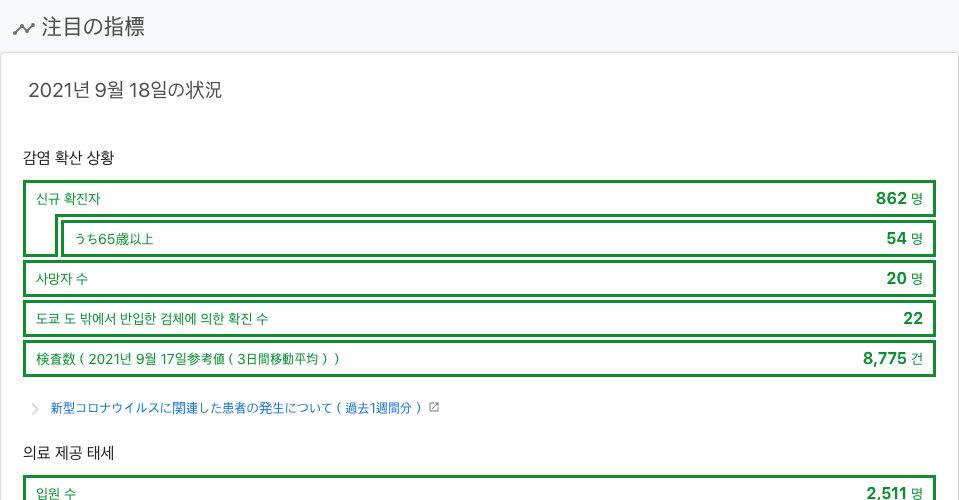 注目の指標
2021년 9월 18일の状況
감염 확산 상황
신규 확진자 862 명
うち65歳以上 54 명
사망자 수 20 명
도쿄 도 밖에서 반입한 검체에 의한 확진 수 22
検査数 ( 2021년 9월 17일参考値 ( 3日間移動平均 ) ) 8,775 건
新型コロナウイルスに関連した患者の発生について ( 過去1週間分 )
의료 제공 태세
입원 수 2,511 명